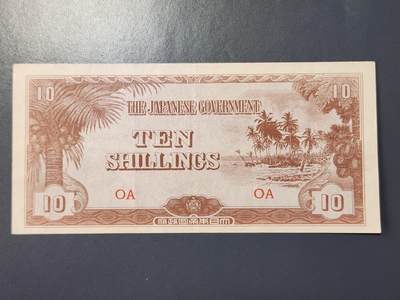 10 10
THE JAPANESE GOVERNMENT
TEN
SHILLINGS
OA OA
10 10